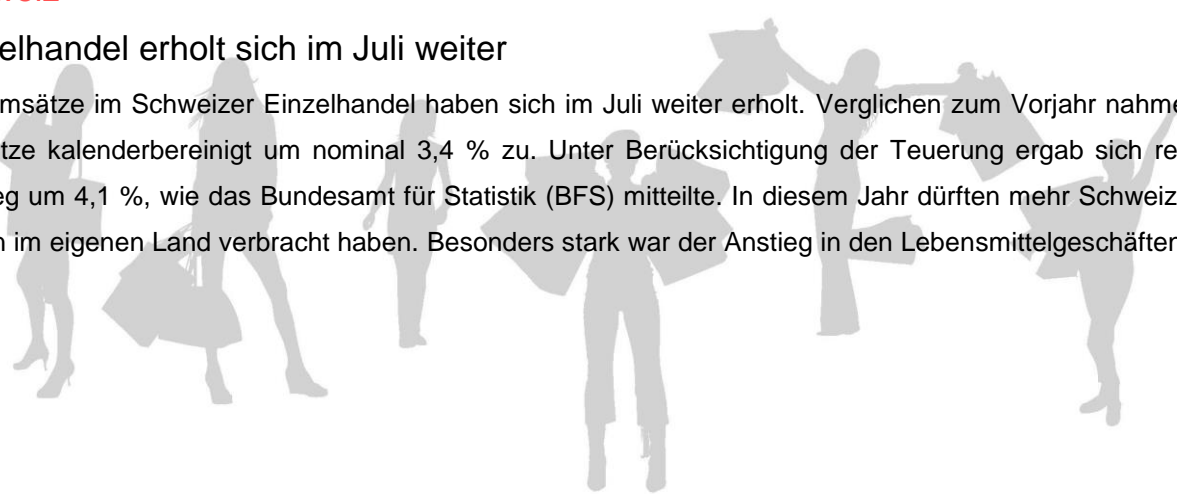 elhandel erholt sich im Juli weiter
msätze im Schweizer Einzelhandel haben sich im Juli weiter erholt. Verglichen zum Vorjahr nahme
tze kalenderbereinigt um nominal 3,4 % zu. Unter Berücksichtigung der Teuerung ergab sich re
eg um 4,1 %, wie das Bundesamt für Statistik (BFS) mitteilte. In diesem Jahr dürften mehr Schweiz
n im eigenen Land verbracht haben. Besonders stark war der Anstieg in den Lebensmittelgeschäften